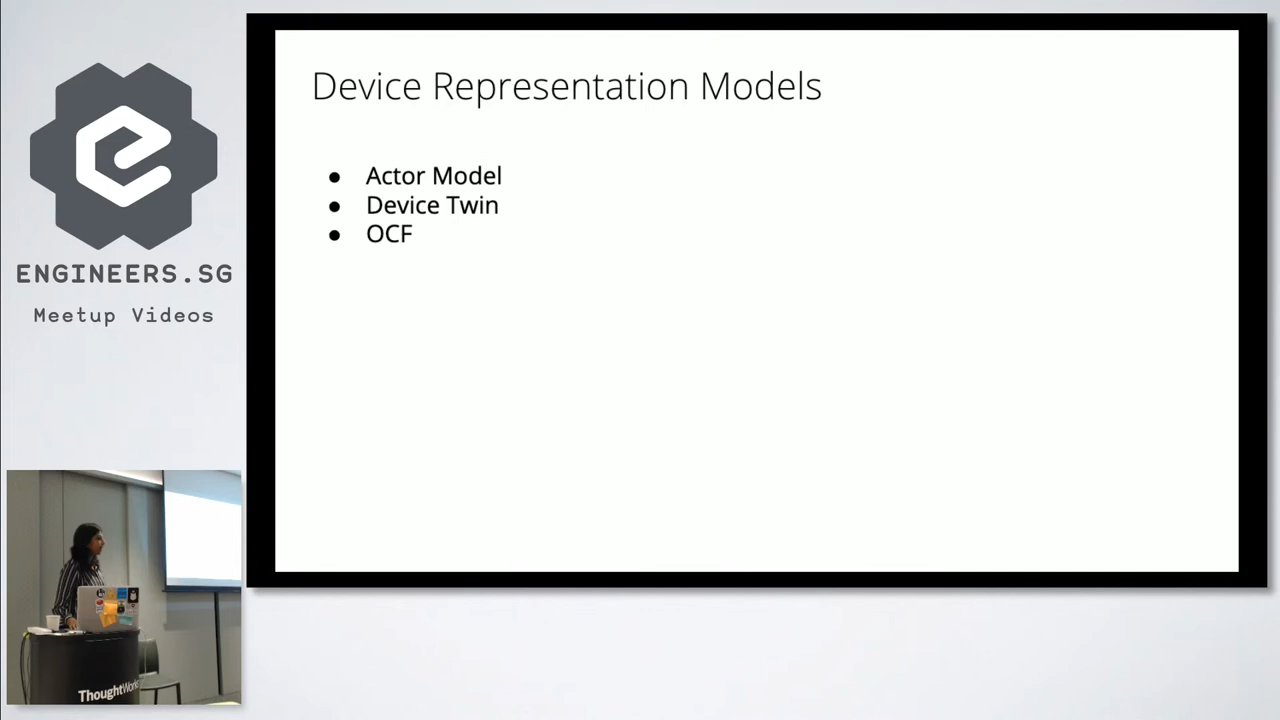 Device Representation Models
● Actor Model
● Device Twin
● OCF
ENGINEERS.SG
Meetup Videos
ThoughtWorks